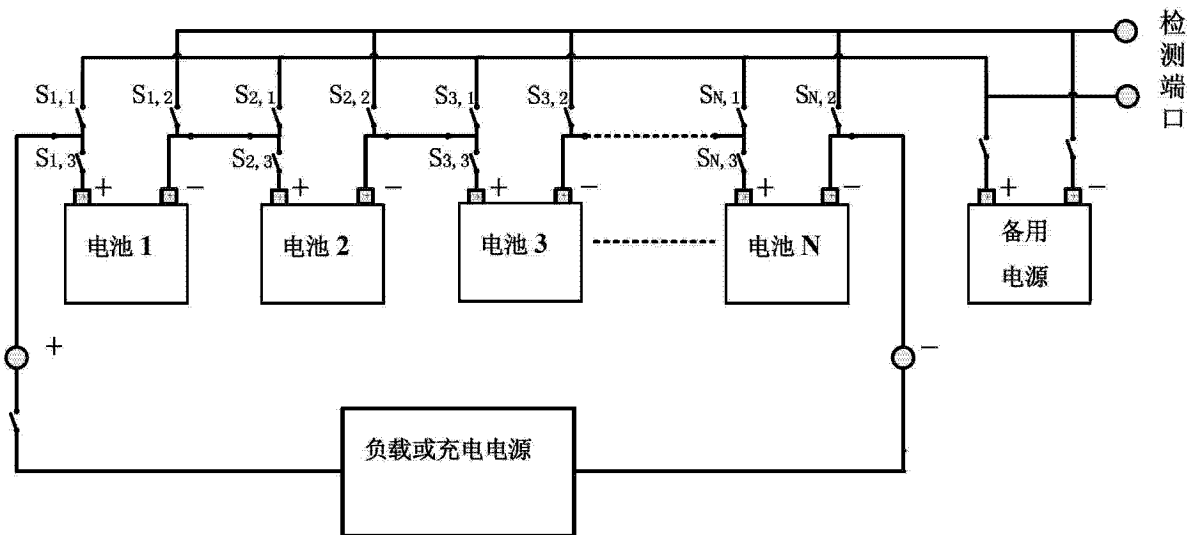 检测端口
S1,1 S1,2 S2,1 S2,2 S3,1 S3,2 SN,1 SN,2
S1,3 S2,3 S3,3 SN,3
+ − + − + − + − + −
电池 1 电池 2 电池 3 电池 N 备用
电源
+ −
负载或充电电源